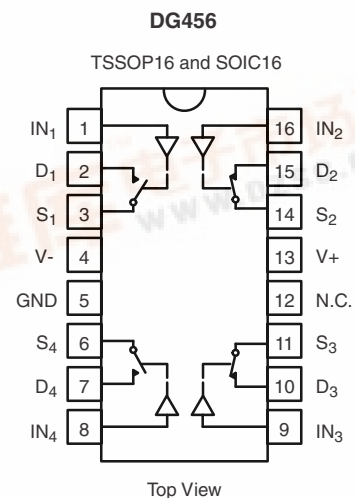 DG456
TSSOP16 and SOIC16
IN1 1 16 IN2
D1 2 15 D2
S1 3 14 S2
V- 4 13 V+
GND 5 12 N.C.
S4 6 11 S3
D4 7 10 D3
IN4 8 9 IN3
Top View